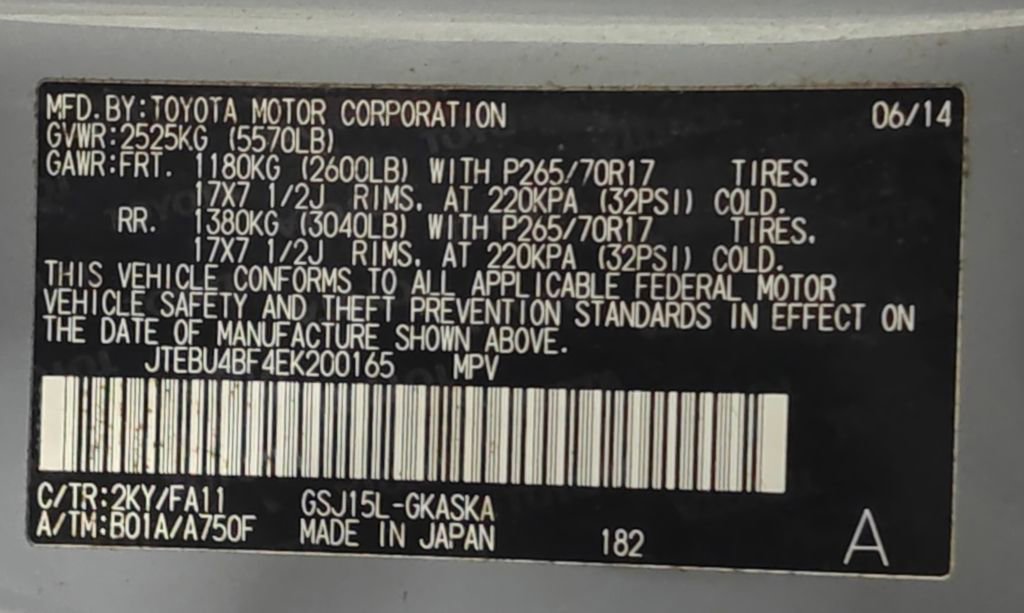 MFD.BY:TOYOTA MOTOR CORPORATION 06/14
GVWR:2525KG (5570LB)
GAWR:FRT. 1180KG (2600LB) WITH P265/70R17 TIRES.
17X7 1/2J RIMS. AT 220KPA (32PSI) COLD.
RR. 1380KG (3040LB) WITH P265/70R17 TIRES.
17X7 1/2J RIMS. AT 220KPA (32PSI) COLD.
THIS VEHICLE CONFORMS TO ALL APPLICABLE FEDERAL MOTOR
VEHICLE SAFETY AND THEFT PREVENTION STANDARDS IN EFFECT ON
THE DATE OF MANUFACTURE SHOWN ABOVE.
JTEBU4BF4EK200165 MPV
C/TR:2KY/FA11 GSJ15L-GKASKA
A/TM:B01A/A750F MADE IN JAPAN 182 A